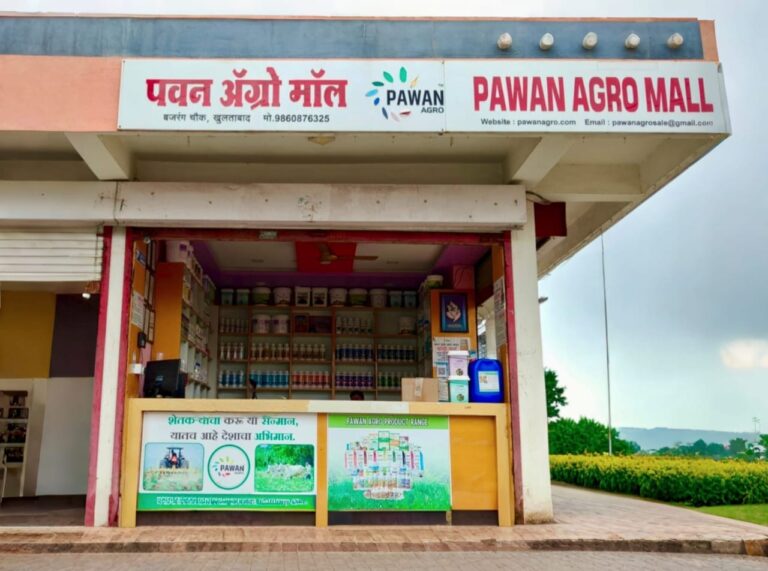 पवन ॲग्रो मॉल
बजरंग चौक, खुलताबाद मो.9860876325
PAWAN
AGRO
PAWAN AGRO MALL
Website : pawanagro.com Email : pawanagrosale@gmail.com
शेतकऱ्याचा करू या सन्मान,
यातच आहे देशाचा अभिमान.
PAWAN
PAWAN AGRO PRODUCT RANGE